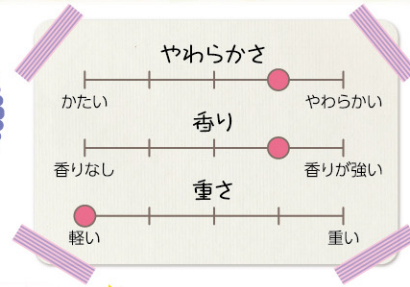 やわらかさ
かたい やわらかい
香り
香りなし 香りが強い
重さ
軽い 重い